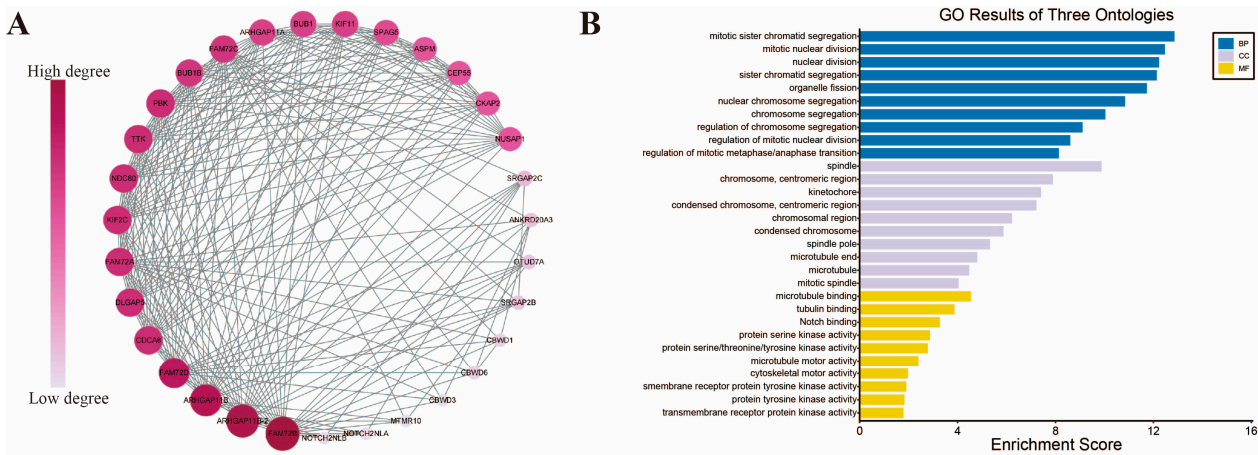 A
High degree
Low degree
ARHGAP11A
BUB1
KIF11
SPAG5
ASPM
CEP55
CKAP2
NUSAP1
SRGAP2C
ANKRD20A3
OTUD7A
SRGAP2B
CBWD1
CBWD6
CBWD3
MTMR10
NOTCH2NLA
NOTCH2NLB
FAM72B
ARHGAP11B-2
ARHGAP11B
FAM72D
CDCA8
DLGAP5
FAM72A
KIF2C
NDC80
TTK
PBK
BUB1B
FAM72C
B
GO Results of Three Ontologies
mitotic sister chromatid segregation
mitotic nuclear division
nuclear division
sister chromatid segregation
organelle fission
nuclear chromosome segregation
chromosome segregation
regulation of chromosome segregation
regulation of mitotic nuclear division
regulation of mitotic metaphase/anaphase transition
spindle
chromosome, centromeric region
kinetochore
condensed chromosome, centromeric region
chromosomal region
condensed chromosome
spindle pole
microtubule end
microtubule
mitotic spindle
microtubule binding
tubulin binding
Notch binding
protein serine kinase activity
protein serine/threonine/tyrosine kinase activity
microtubule motor activity
cytoskeletal motor activity
smembrane receptor protein tyrosine kinase activity
protein tyrosine kinase activity
transmembrane receptor protein kinase activity
BP
CC
MF
0 4 8 12 16
Enrichment Score